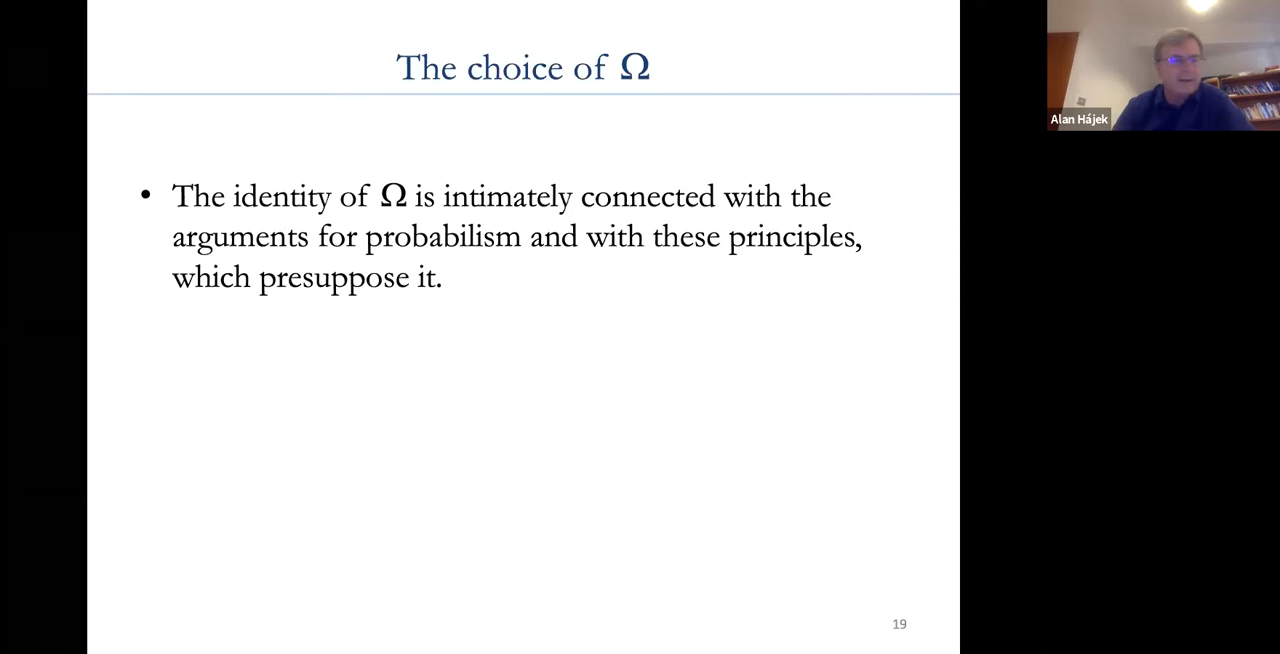 The choice of Ω
Alan Hájek
• The identity of Ω is intimately connected with the
arguments for probabilism and with these principles,
which presuppose it.
19